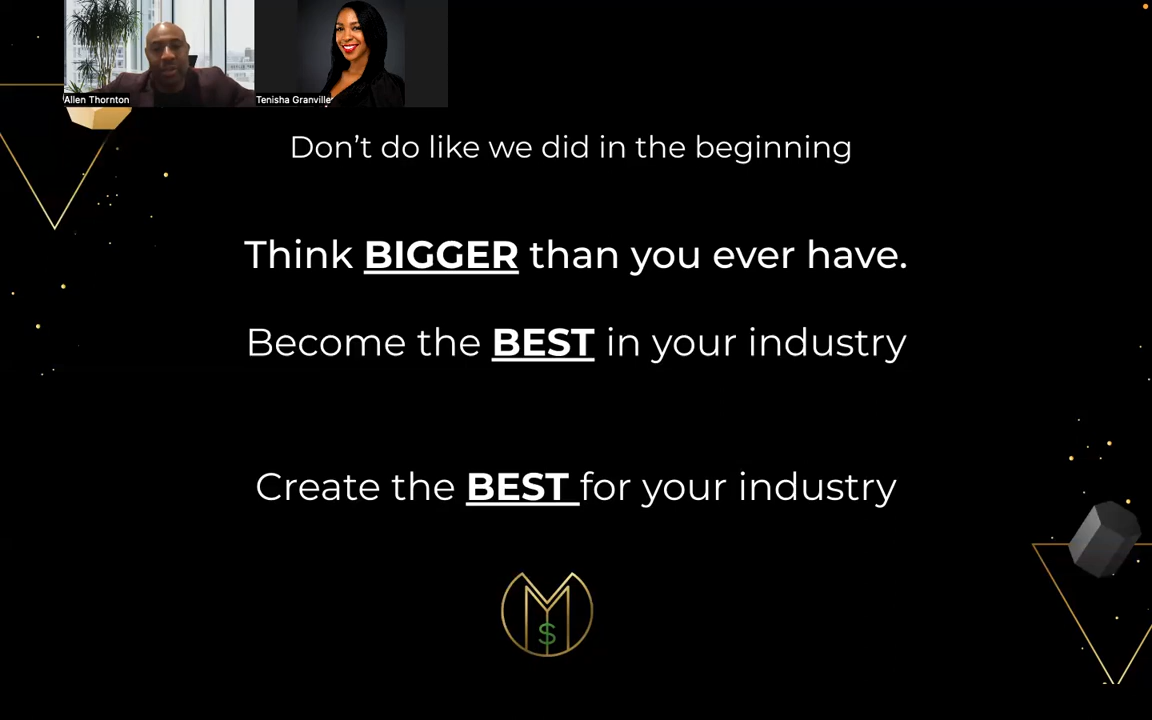 Allen Thornton
Tenisha Granville
Don’t do like we did in the beginning
Think BIGGER than you ever have.
Become the BEST in your industry
Create the BEST for your industry
M
$